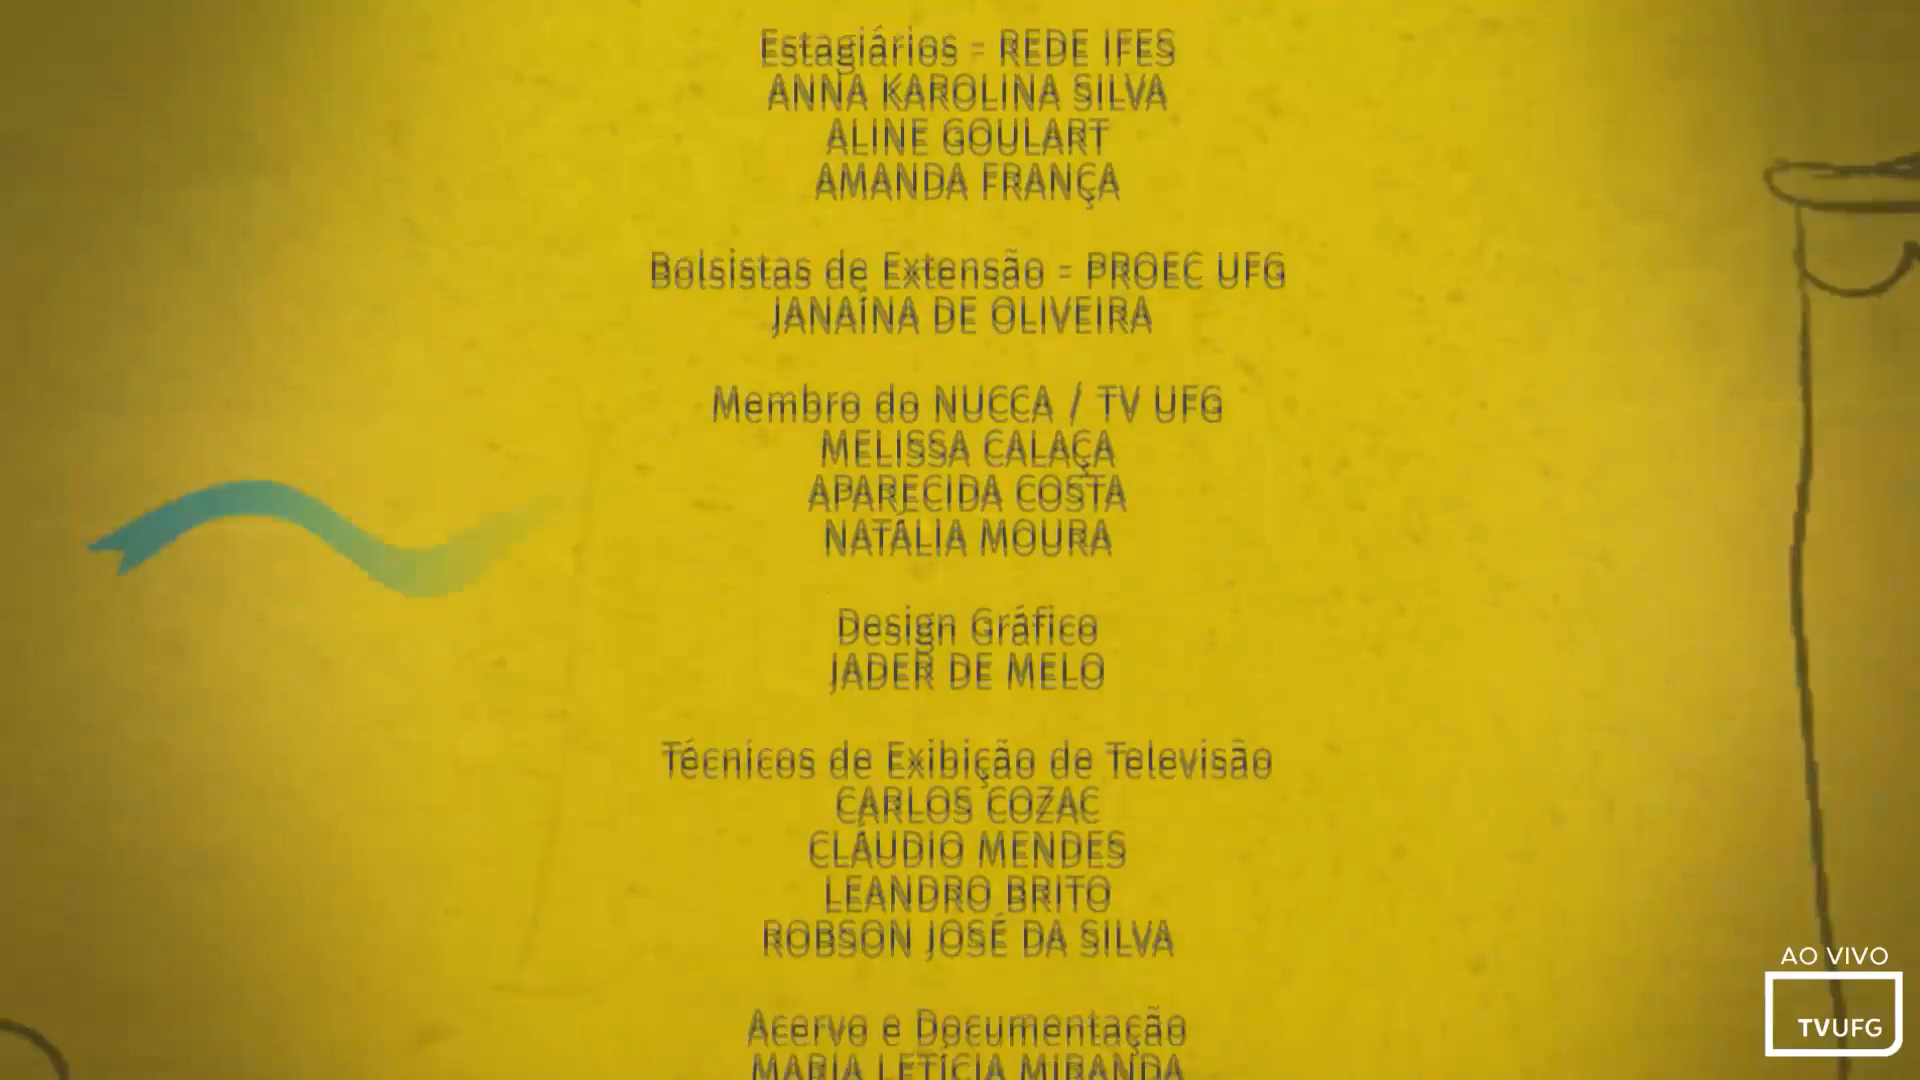 Estagiários - REDE IFES
ANNA KAROLINA SILVA
ALINE GOULART
AMANDA FRANÇA
Bolsistas de Extensão - PROEC UFG
JANAÍNA DE OLIVEIRA
Membro do NUCCA / TV UFG
MELISSA CALAÇA
APARECIDA COSTA
NATÁLIA MOURA
Design Gráfico
JADER DE MELO
Técnicos de Exibição de Televisão
CARLOS COZAC
CLÁUDIO MENDES
LEANDRO BRITO
ROBSON JOSÉ DA SILVA
Acervo e Documentação
MARIA LETÍCIA MIRANDA
AO VIVO
TVUFG